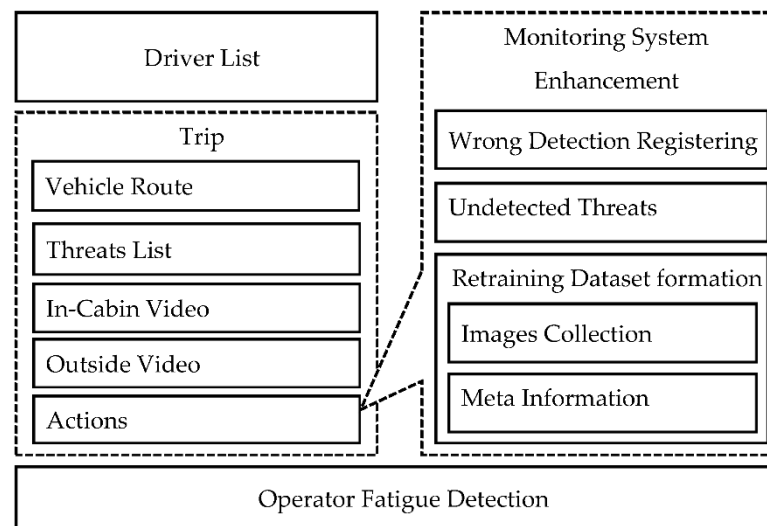 Driver List
Trip
Vehicle Route
Threats List
In-Cabin Video
Outside Video
Actions
Monitoring System
Enhancement
Wrong Detection Registering
Undetected Threats
Retraining Dataset formation
Images Collection
Meta Information
Operator Fatigue Detection